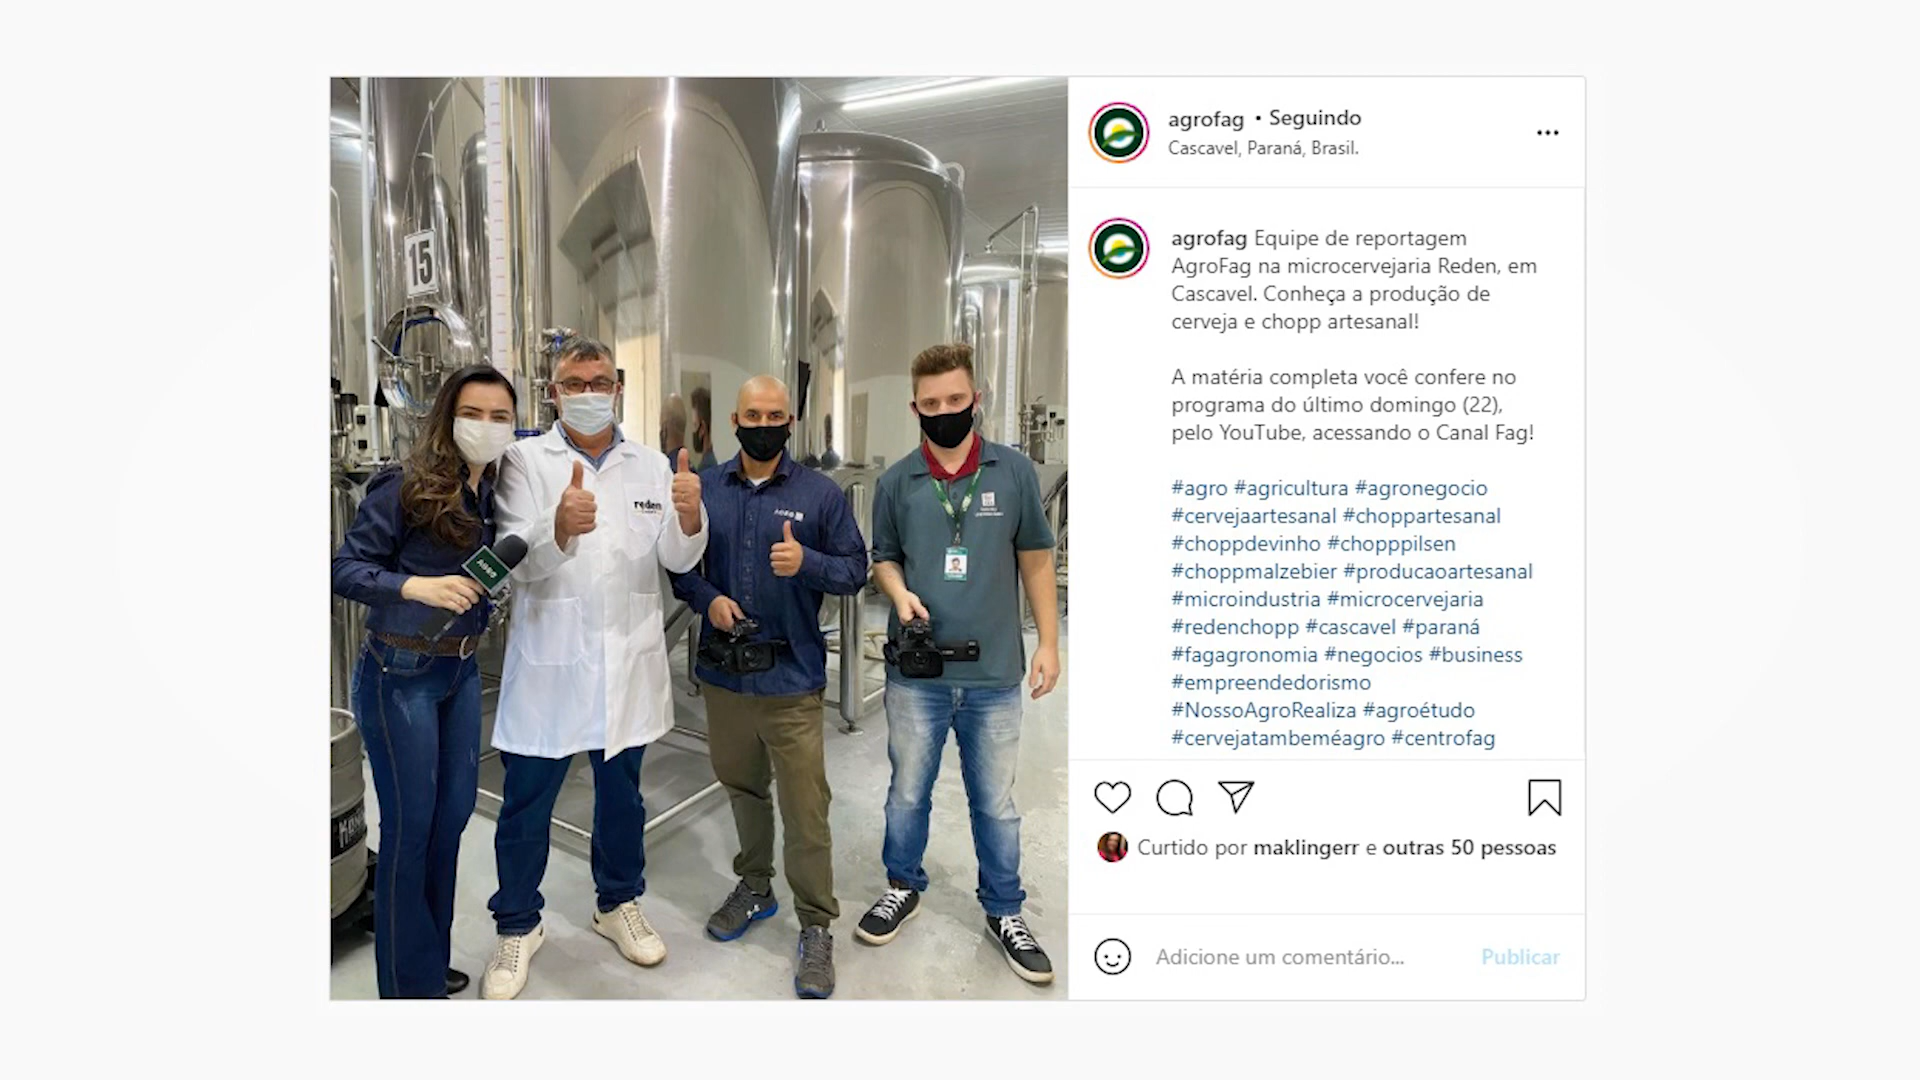 agrofag • Seguindo
Cascavel, Paraná, Brasil.
agrofag Equipe de reportagem
AgroFag na microcervejaria Reden, em
Cascavel. Conheça a produção de
cerveja e chopp artesanal!
A matéria completa você confere no
programa do último domingo (22),
pelo YouTube, acessando o Canal Fag!
#agro #agricultura #agronegocio
#cervejaartesanal #choppartesanal
#choppdevinho #chopppilsen
#choppmalzebier #producaoartesanal
#microindustria #microcervejaria
#redenchopp #cascavel #paraná
#fagagronomia #negocios #business
#empreendedorismo
#NossoAgroRealiza #agroétudo
#cervejatambeméagro #centrofag
Curtido por maklingerr e outras 50 pessoas
Adicione um comentário... Publicar
15
reden